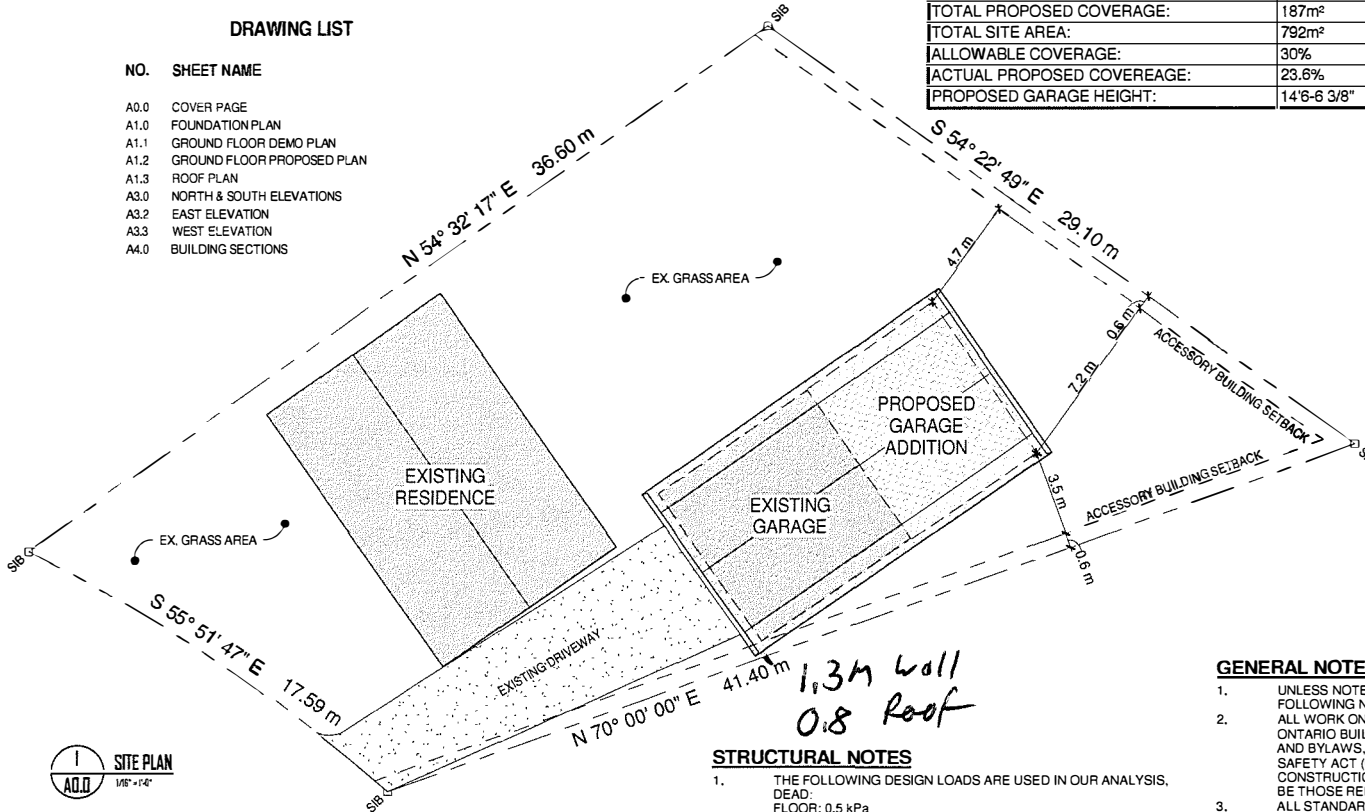 DRAWING LIST
NO. SHEET NAME
A0.0 COVER PAGE
A1.0 FOUNDATION PLAN
A1.1 GROUND FLOOR DEMO PLAN
A1.2 GROUND FLOOR PROPOSED PLAN
A1.3 ROOF PLAN
A3.0 NORTH & SOUTH ELEVATIONS
A3.2 EAST ELEVATION
A3.3 WEST ELEVATION
A4.0 BUILDING SECTIONS
TOTAL PROPOSED COVERAGE: 187m²
TOTAL SITE AREA: 792m²
ALLOWABLE COVERAGE: 30%
ACTUAL PROPOSED COVEREAGE: 23.6%
PROPOSED GARAGE HEIGHT: 14'6-6 3/8"
SIB
N 54° 32' 17" E 36.60 m
S 54° 22' 49" E 29.10 m
4.7 m
EX. GRASS AREA
0.6 m
7.2 m
ACCESSORY BUILDING SETBACK
PROPOSED
GARAGE
ADDITION
EXISTING
RESIDENCE
EXISTING
GARAGE
3.5 m
ACCESSORY BUILDING SETBACK
0.6 m
EX. GRASS AREA
SIB
S 55° 51' 47" E 17.59 m
EXISTING DRIVEWAY
N 70° 00' 00" E 41.40 m
SIB
1.3M Wall
0.8 Roof
1
A0.0
SITE PLAN
1/16" = 1'-0"
STRUCTURAL NOTES
1. THE FOLLOWING DESIGN LOADS ARE USED IN OUR ANALYSIS,
DEAD:
FLOOR: 0.5 kPa
GENERAL NOTE
1. UNLESS NOTE
FOLLOWING N
2. ALL WORK ON
ONTARIO BUIL
AND BYLAWS,
SAFETY ACT (
CONSTRUCTIO
BE THOSE RE
3. ALL STANDAR